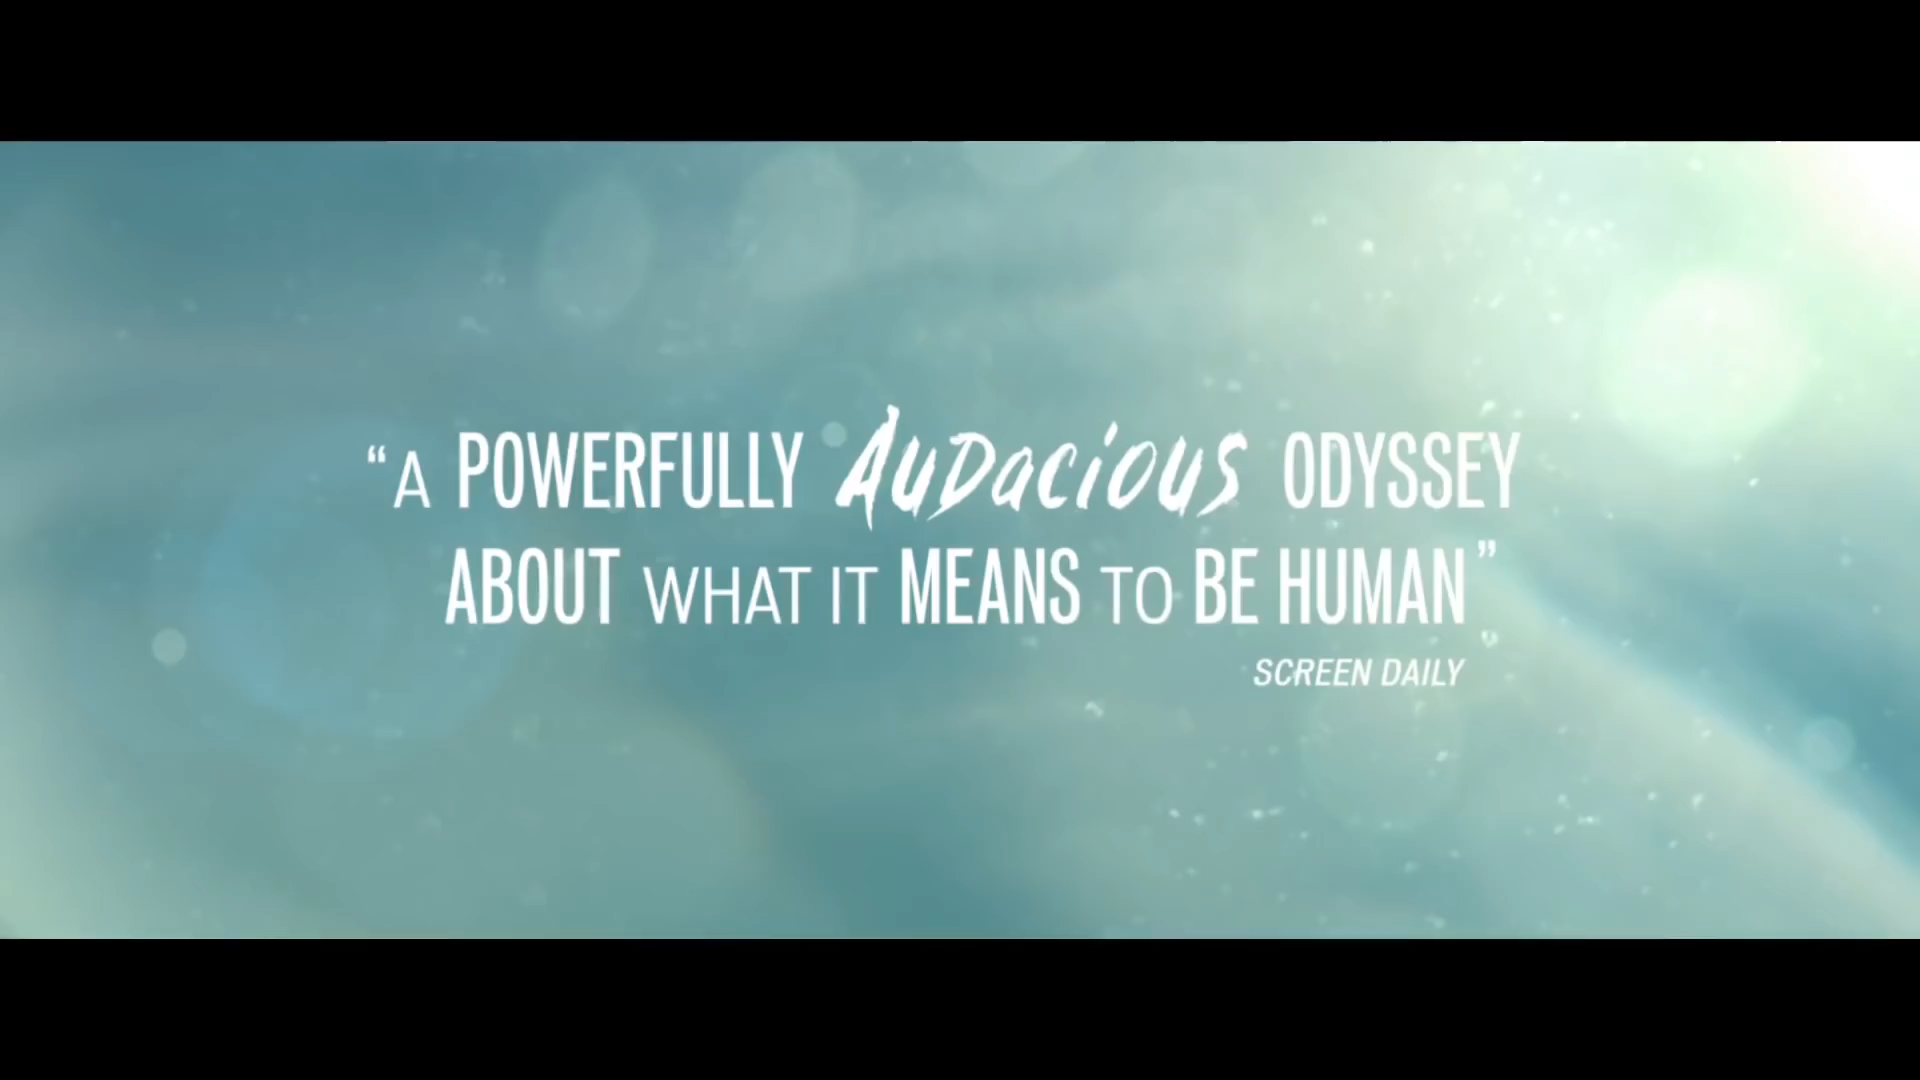 “A POWERFULLY AUDACIOUS ODYSSEY
ABOUT WHAT IT MEANS TO BE HUMAN”
SCREEN DAILY